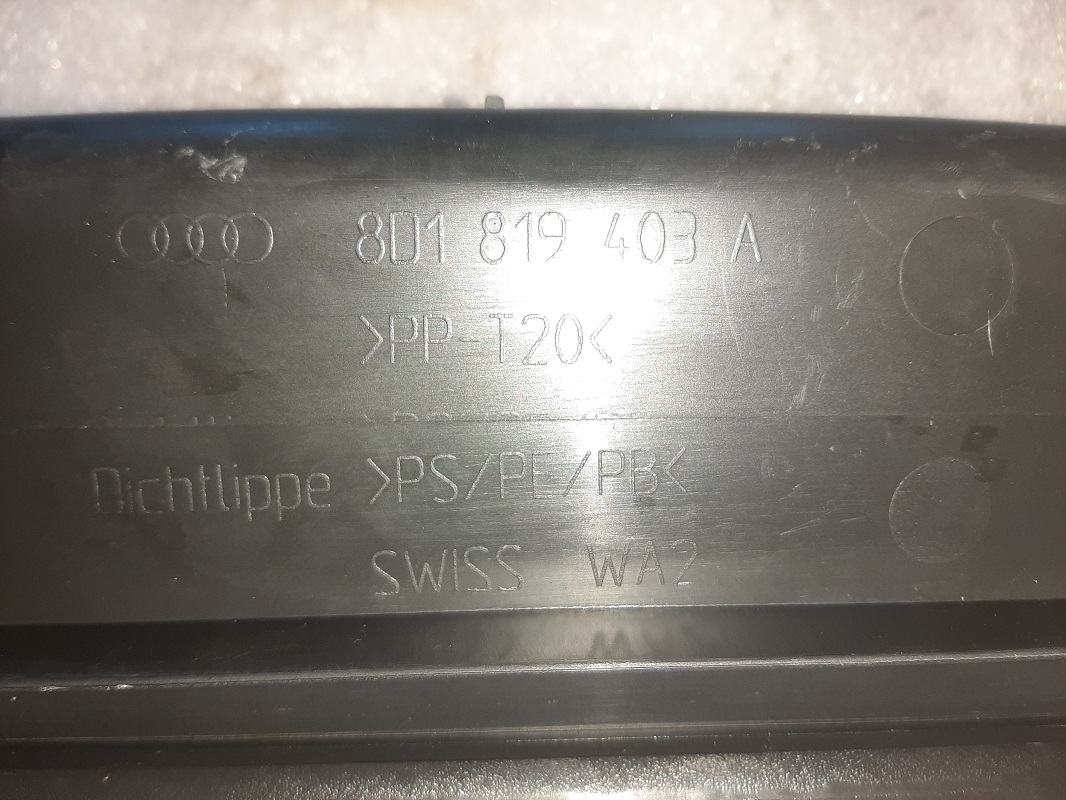 8D1 819 403 A
>PP-T20<
Dichtlippe >PS/PE/PB<
SWISS WA2